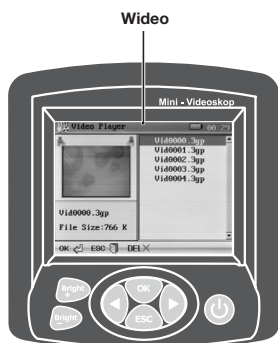 Wideo
Mini - Videoskop
Video Player 00:29
Vid0000.3gp
Vid0001.3gp
Vid0002.3gp
Vid0003.3gp
Vid0004.3gp
Vid0000.3gp
File Size:766 K
OK ESC DEL
Bright +
Bright -
OK
ESC